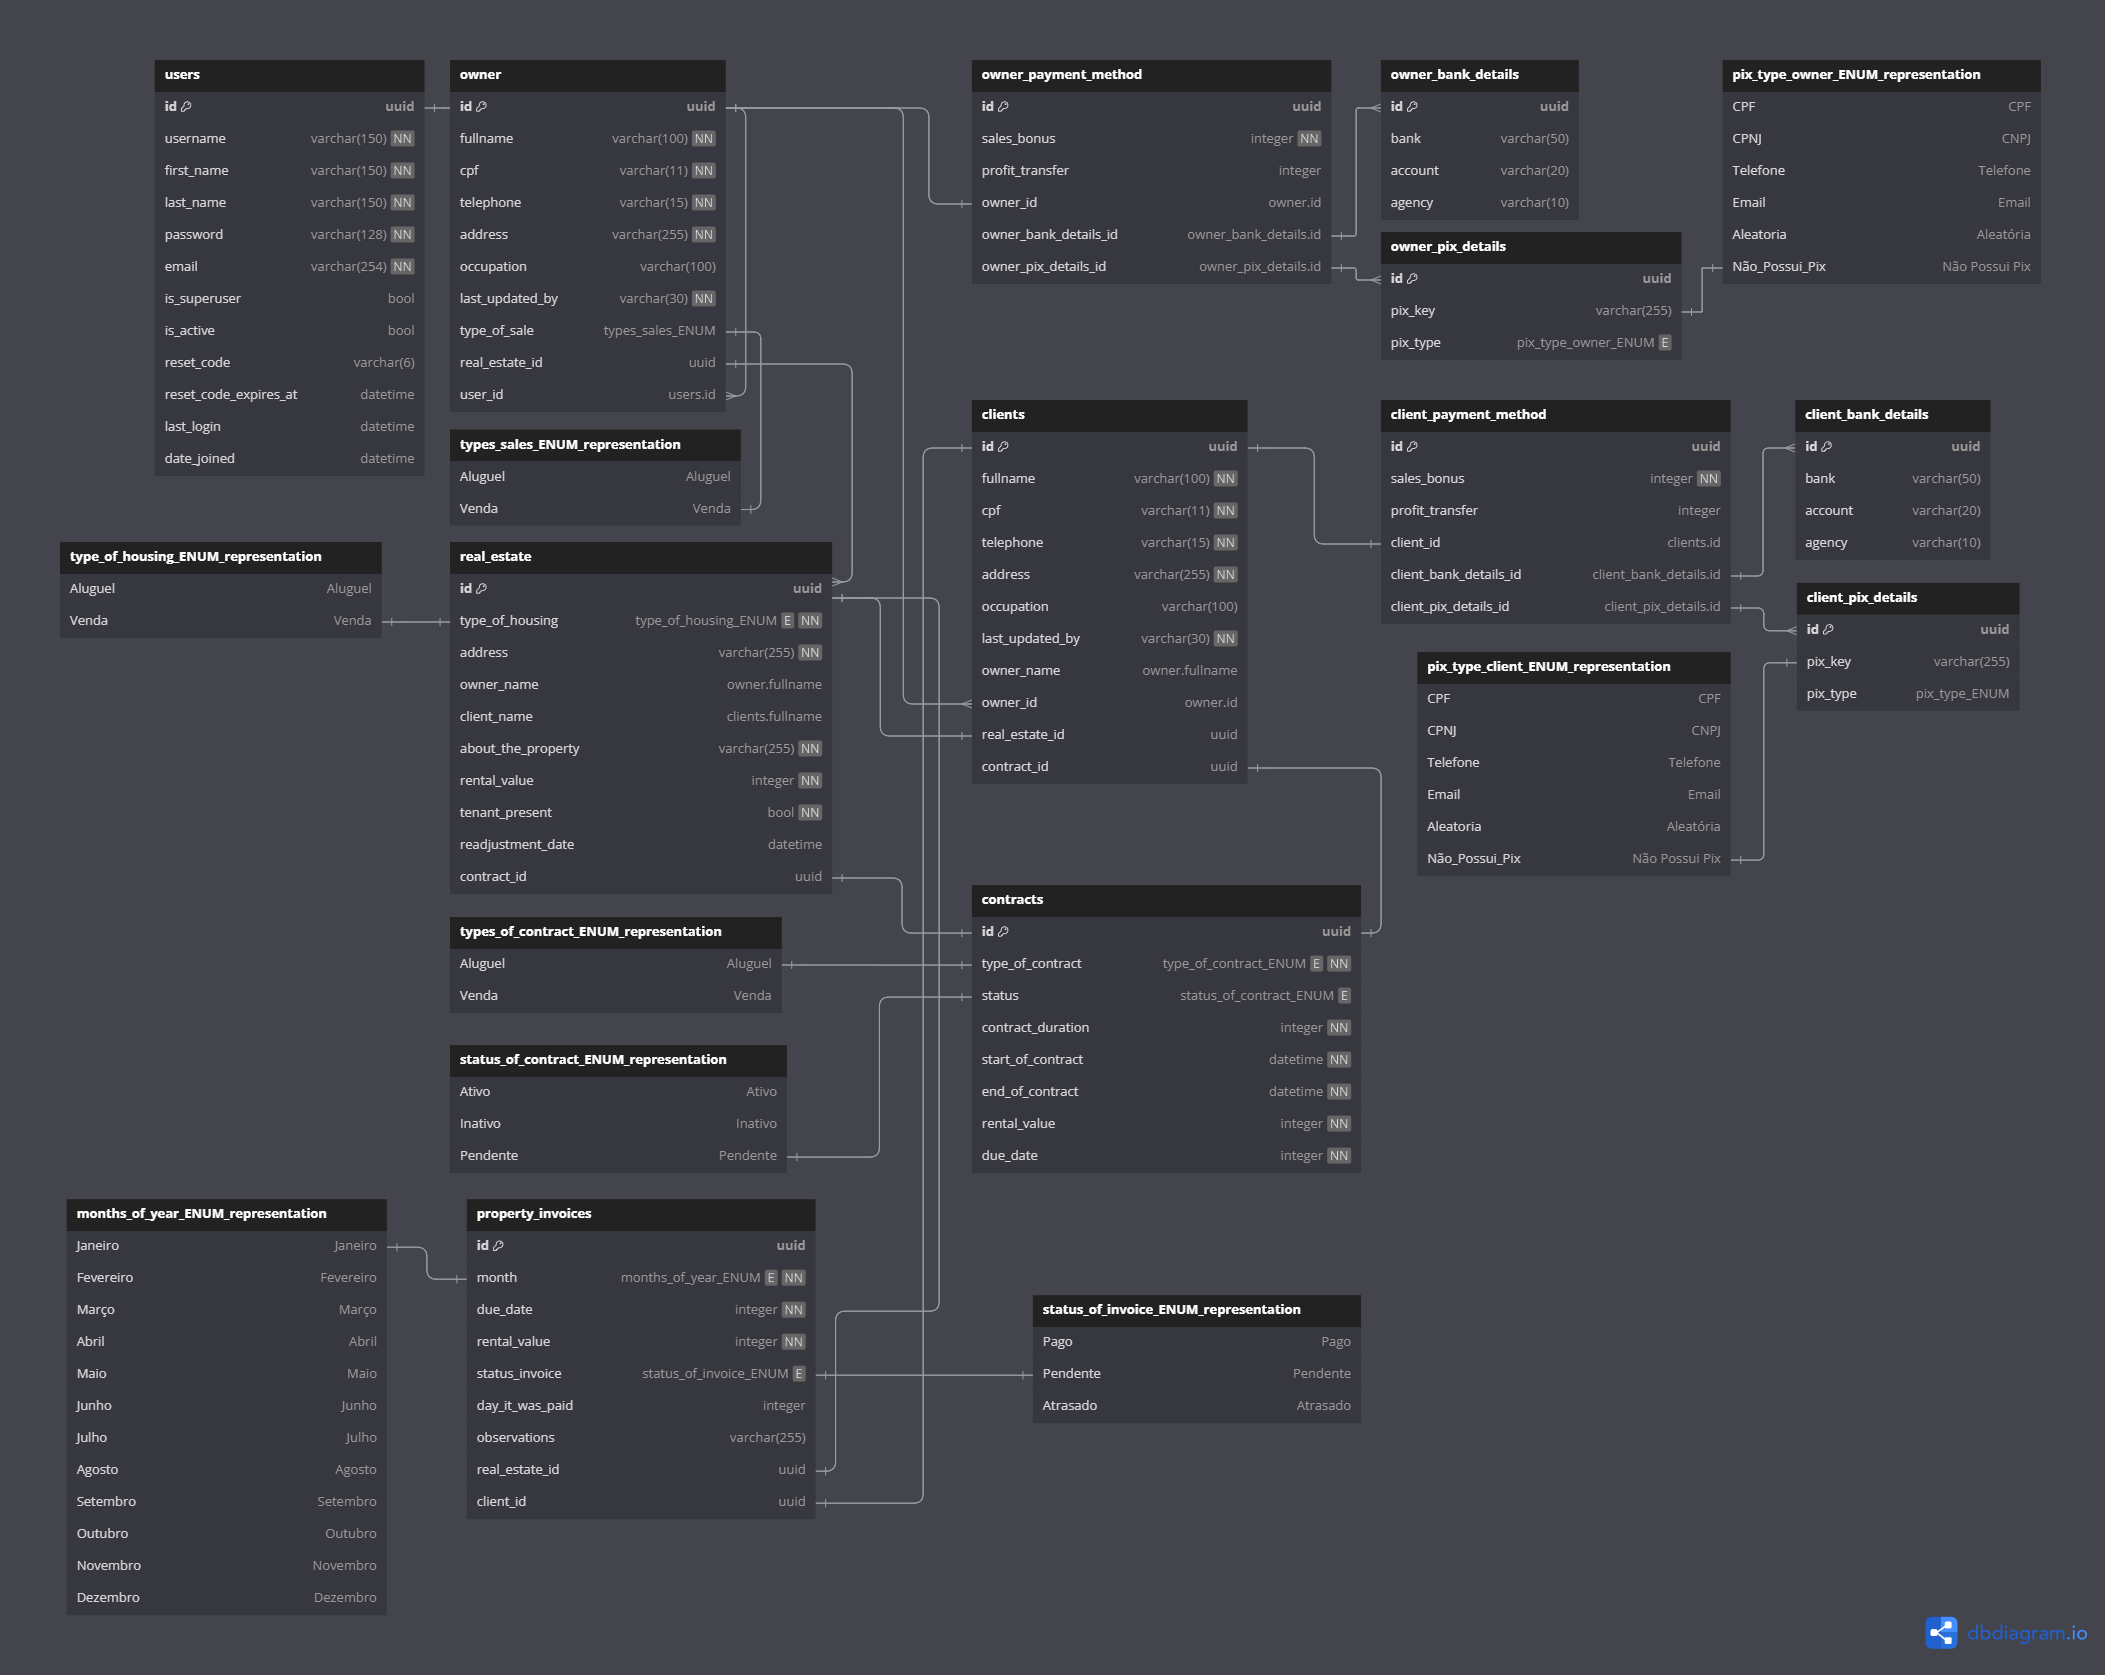 users
id uuid
username varchar(150) NN
first_name varchar(150) NN
last_name varchar(150) NN
password varchar(128) NN
email varchar(254) NN
is_superuser bool
is_active bool
reset_code varchar(6)
reset_code_expires_at datetime
last_login datetime
date_joined datetime
owner
id uuid
fullname varchar(100) NN
cpf varchar(11) NN
telephone varchar(15) NN
address varchar(255) NN
occupation varchar(100)
last_updated_by varchar(30) NN
type_of_sale types_sales_ENUM
real_estate_id uuid
user_id users.id
owner_payment_method
id uuid
sales_bonus integer NN
profit_transfer integer
owner_id owner.id
owner_bank_details_id owner_bank_details.id
owner_pix_details_id owner_pix_details.id
owner_bank_details
id uuid
bank varchar(50)
account varchar(20)
agency varchar(10)
owner_pix_details
id uuid
pix_key varchar(255)
pix_type pix_type_owner_ENUM E
pix_type_owner_ENUM_representation
CPF CPF
CPNJ CNPJ
Telefone Telefone
Email Email
Aleatoria Aleatória
Não_Possui_Pix Não Possui Pix
types_sales_ENUM_representation
Aluguel Aluguel
Venda Venda
type_of_housing_ENUM_representation
Aluguel Aluguel
Venda Venda
real_estate
id uuid
type_of_housing type_of_housing_ENUM E NN
address varchar(255) NN
owner_name owner.fullname
client_name clients.fullname
about_the_property varchar(255) NN
rental_value integer NN
tenant_present bool NN
readjustment_date datetime
contract_id uuid
clients
id uuid
fullname varchar(100) NN
cpf varchar(11) NN
telephone varchar(15) NN
address varchar(255) NN
occupation varchar(100)
last_updated_by varchar(30) NN
owner_name owner.fullname
owner_id owner.id
real_estate_id uuid
contract_id uuid
client_payment_method
id uuid
sales_bonus integer NN
profit_transfer integer
client_id clients.id
client_bank_details_id client_bank_details.id
client_pix_details_id client_pix_details.id
client_bank_details
id uuid
bank varchar(50)
account varchar(20)
agency varchar(10)
client_pix_details
id uuid
pix_key varchar(255)
pix_type pix_type_ENUM
pix_type_client_ENUM_representation
CPF CPF
CPNJ CNPJ
Telefone Telefone
Email Email
Aleatoria Aleatória
Não_Possui_Pix Não Possui Pix
types_of_contract_ENUM_representation
Aluguel Aluguel
Venda Venda
contracts
id uuid
type_of_contract type_of_contract_ENUM E NN
status status_of_contract_ENUM E
contract_duration integer NN
start_of_contract datetime NN
end_of_contract datetime NN
rental_value integer NN
due_date integer NN
status_of_contract_ENUM_representation
Ativo Ativo
Inativo Inativo
Pendente Pendente
months_of_year_ENUM_representation
Janeiro Janeiro
Fevereiro Fevereiro
Março Março
Abril Abril
Maio Maio
Junho Junho
Julho Julho
Agosto Agosto
Setembro Setembro
Outubro Outubro
Novembro Novembro
Dezembro Dezembro
property_invoices
id uuid
month months_of_year_ENUM E NN
due_date integer NN
rental_value integer NN
status_invoice status_of_invoice_ENUM E
day_it_was_paid integer
observations varchar(255)
real_estate_id uuid
client_id uuid
status_of_invoice_ENUM_representation
Pago Pago
Pendente Pendente
Atrasado Atrasado
dbdiagram.io